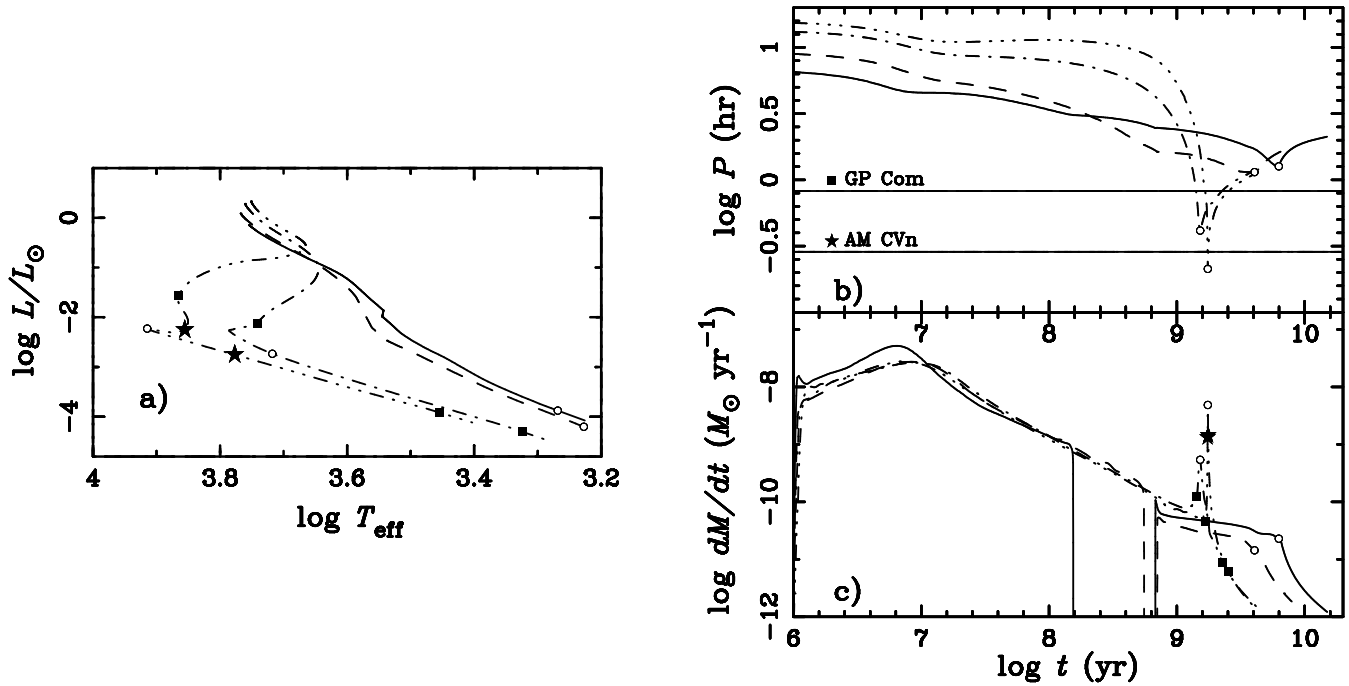 0
−2
−4
log L/L⊙
a)
4
3.8
3.6
3.4
3.2
log Teff
1
0.5
0
−0.5
log P (hr)
GP Com
AM CVn
b)
7
8
9
10
−8
−10
−12
log dM/dt (M⊙ yr−1)
c)
6
7
8
9
10
log t (yr)